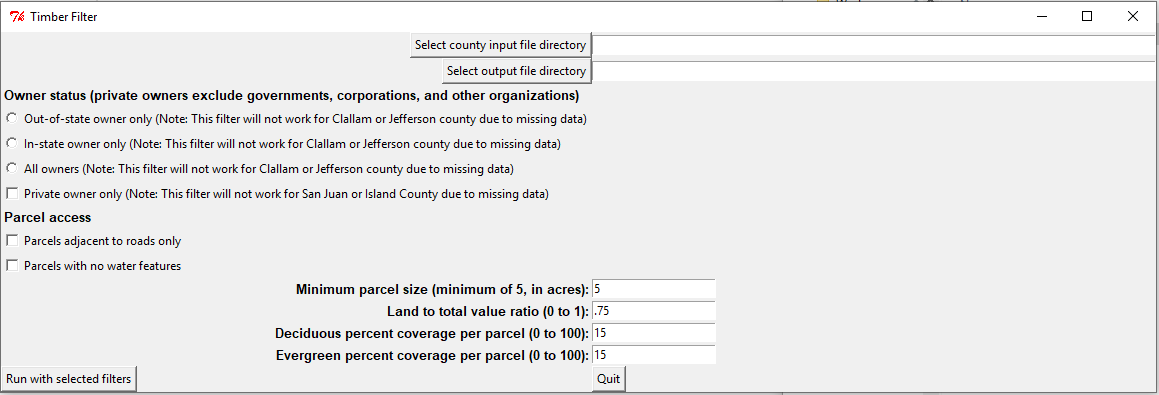 Timber Filter
Select county input file directory
Select output file directory
Owner status (private owners exclude governments, corporations, and other organizations)
Out-of-state owner only (Note: This filter will not work for Clallam or Jefferson county due to missing data)
In-state owner only (Note: This filter will not work for Clallam or Jefferson county due to missing data)
All owners (Note: This filter will not work for Clallam or Jefferson county due to missing data)
Private owner only (Note: This filter will not work for San Juan or Island County due to missing data)
Parcel access
Parcels adjacent to roads only
Parcels with no water features
Minimum parcel size (minimum of 5, in acres): 5
Land to total value ratio (0 to 1): .75
Deciduous percent coverage per parcel (0 to 100): 15
Evergreen percent coverage per parcel (0 to 100): 15
Run with selected filters Quit